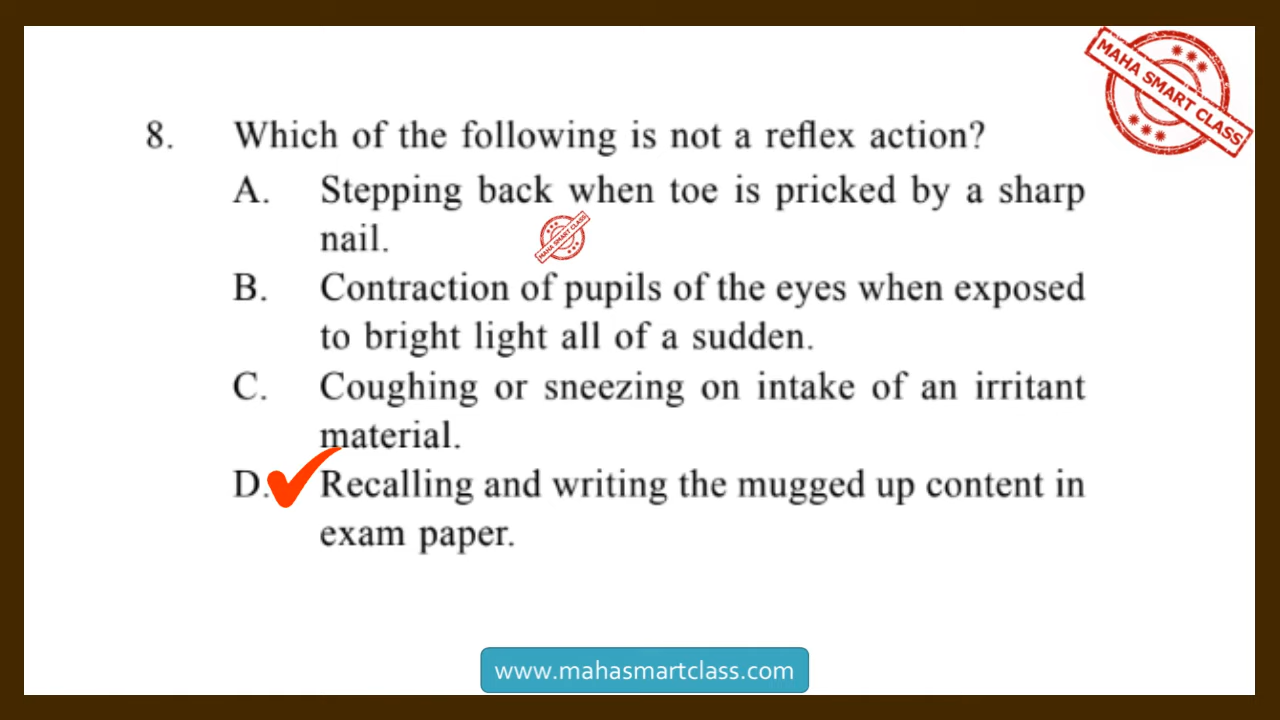 MAHA SMART CLASS
8. Which of the following is not a reflex action?
A. Stepping back when toe is pricked by a sharp
nail.
MAHA SMART CLASS
B. Contraction of pupils of the eyes when exposed
to bright light all of a sudden.
C. Coughing or sneezing on intake of an irritant
material.
D. Recalling and writing the mugged up content in
exam paper.
www.mahasmartclass.com